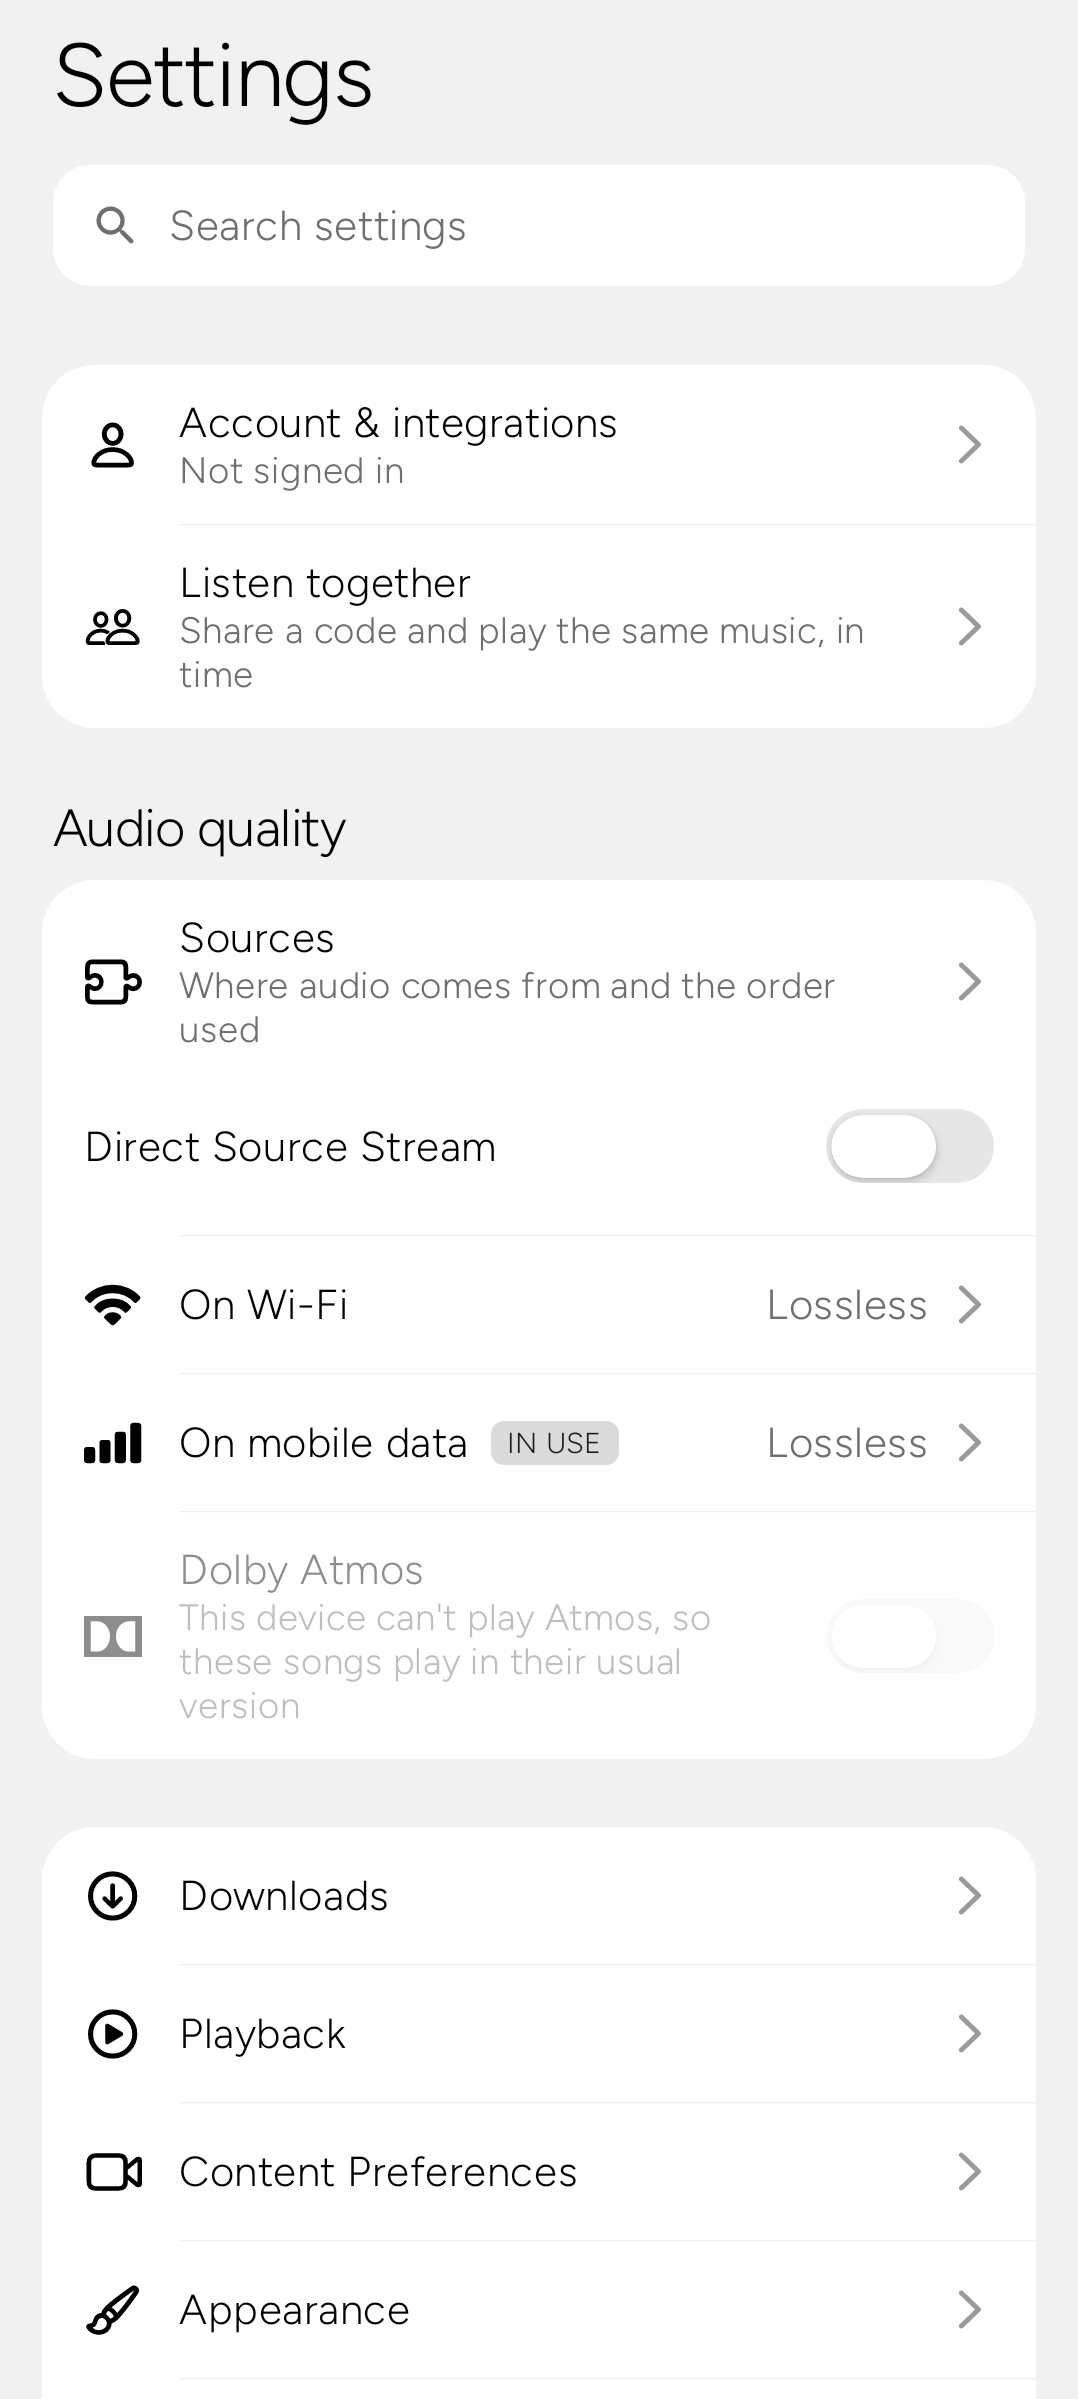 Settings
Search settings
Account & integrations
Not signed in
Listen together
Share a code and play the same music, in
time
Audio quality
Sources
Where audio comes from and the order
used
Direct Source Stream
On Wi-Fi
Lossless
On mobile data
IN USE
Lossless
Dolby Atmos
This device can't play Atmos, so
these songs play in their usual
version
Downloads
Playback
Content Preferences
Appearance